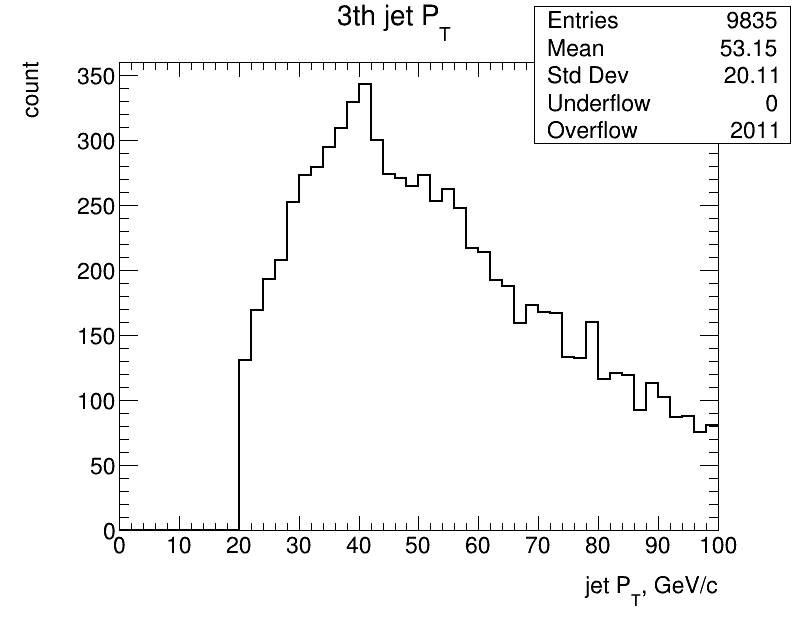 3th jet P_T
Entries 9835
Mean 53.15
Std Dev 20.11
Underflow 0
Overflow 2011
count
350
300
250
200
150
100
50
0
0 10 20 30 40 50 60 70 80 90 100
jet P_T, GeV/c